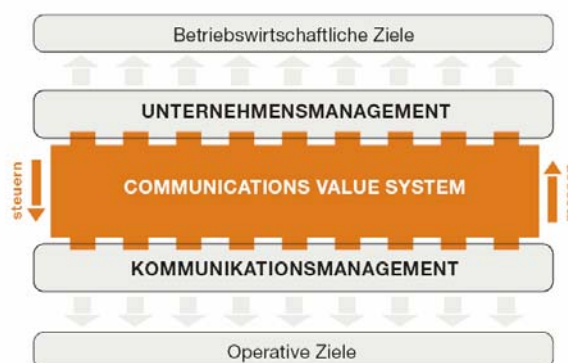 Betriebswirtschaftliche Ziele
UNTERNEHMENSMANAGEMENT
steuern
COMMUNICATIONS VALUE SYSTEM
KOMMUNIKATIONSMANAGEMENT
Operative Ziele